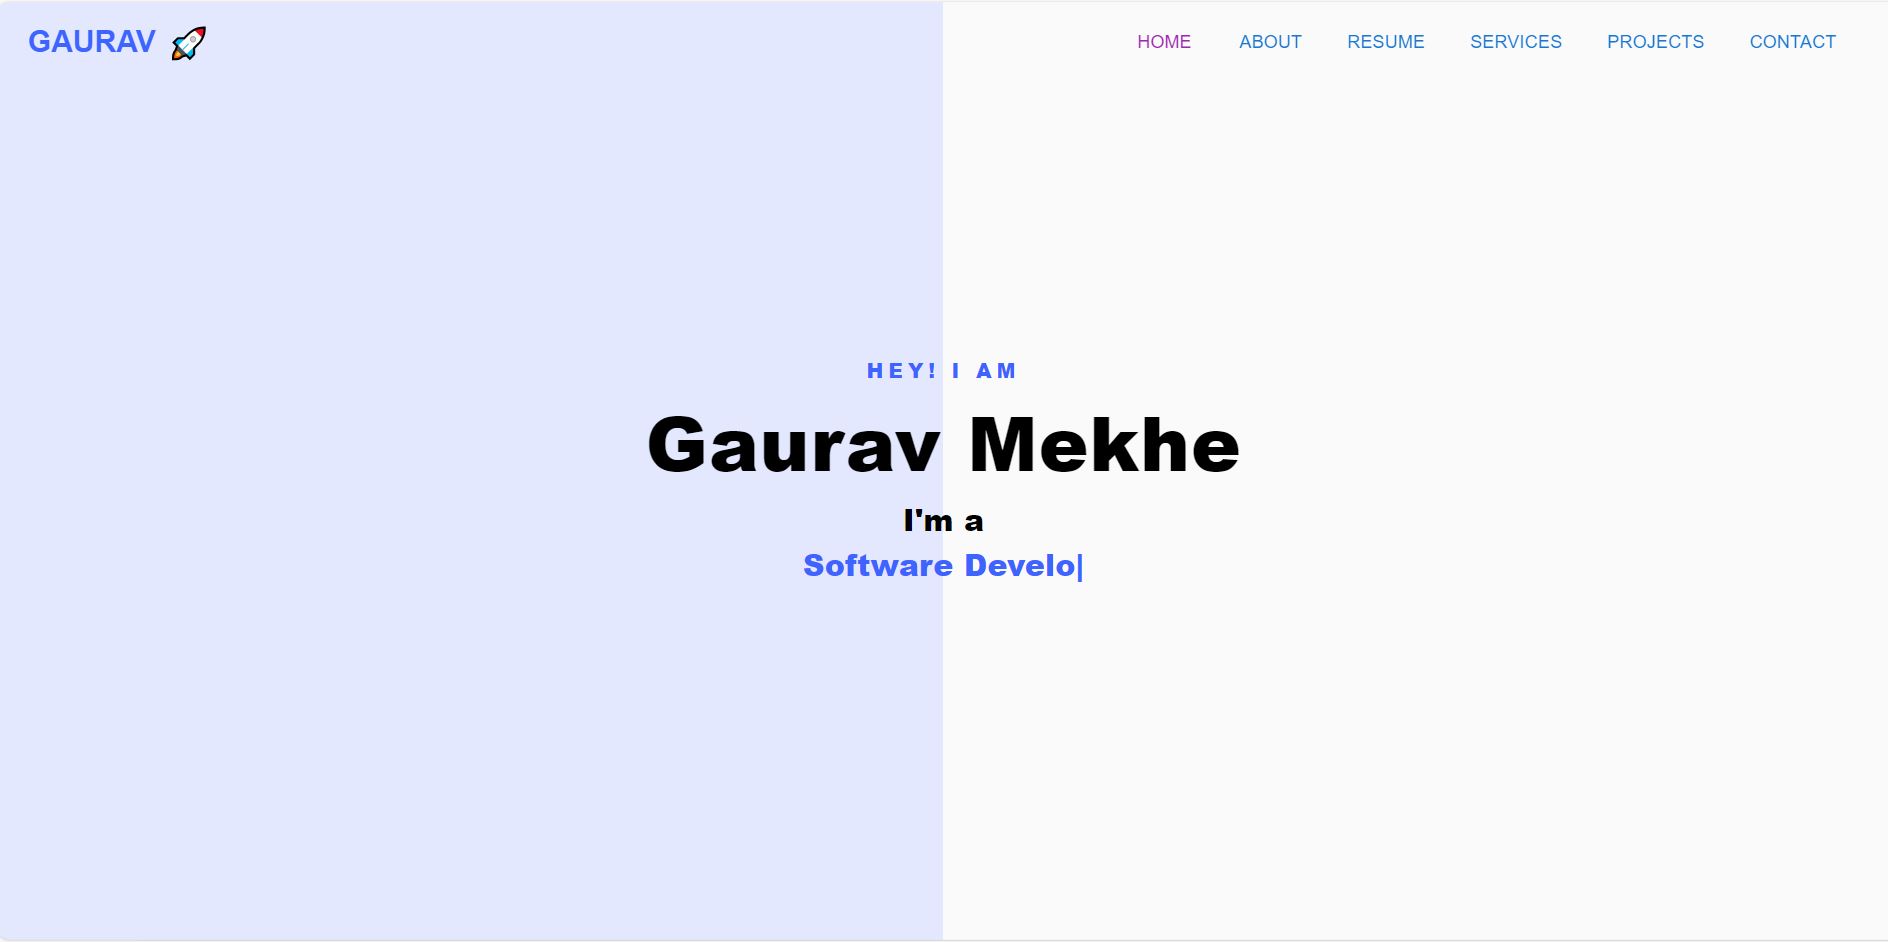 GAURAV 🚀
HOME ABOUT RESUME SERVICES PROJECTS CONTACT
HEY! I AM
Gaurav Mekhe
I'm a
Software Develo|